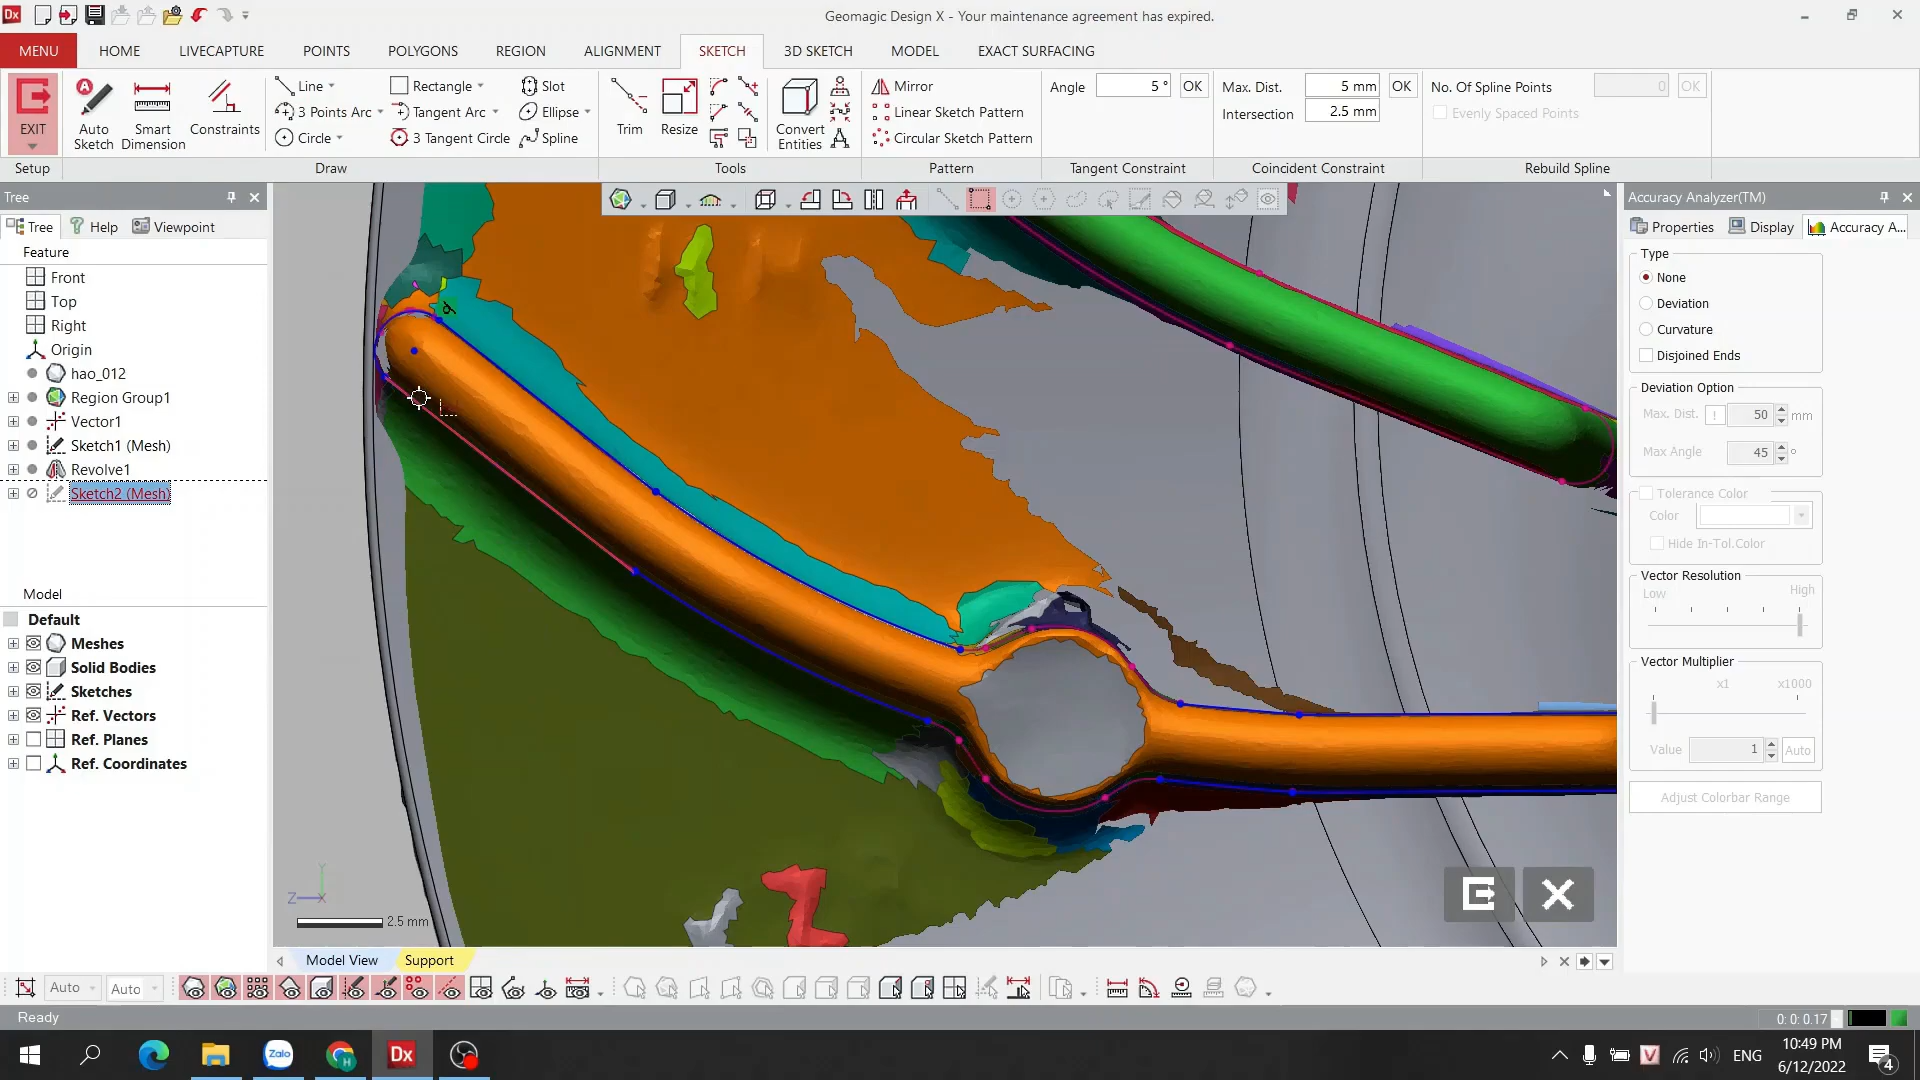 Dx
Geomagic Design X - Your maintenance agreement has expired.
MENU HOME LIVECAPTURE POINTS POLYGONS REGION ALIGNMENT SKETCH 3D SKETCH MODEL EXACT SURFACING
EXIT
Auto Sketch
Smart Dimension
Constraints
Line
Rectangle
Slot
3 Points Arc
Tangent Arc
Ellipse
Circle
3 Tangent Circle
Spline
Trim
Resize
Convert Entities
Mirror
Linear Sketch Pattern
Circular Sketch Pattern
Angle 5 ° OK
Max. Dist. 5 mm OK
Intersection 2.5 mm
No. Of Spline Points 0 OK
Evenly Spaced Points
Setup Draw Tools Pattern Tangent Constraint Coincident Constraint Rebuild Spline
Tree
Tree Help Viewpoint
Feature
Front
Top
Right
Origin
hao_012
Region Group1
Vector1
Sketch1 (Mesh)
Revolve1
Sketch2 (Mesh)
Model
Default
Meshes
Solid Bodies
Sketches
Ref. Vectors
Ref. Planes
Ref. Coordinates
Y
Z X
2.5 mm
Model View Support
Accuracy Analyzer(TM)
Properties Display Accuracy A...
Type
None
Deviation
Curvature
Disjoined Ends
Deviation Option
Max. Dist. ! 50 mm
Max Angle 45 °
Tolerance Color
Color
Hide In-Tol.Color
Vector Resolution
Low High
Vector Multiplier
x1 x1000
Value 1 Auto
Adjust Colorbar Range
Auto Auto
Ready
0: 0: 0.17
Zalo
Dx
ENG
10:49 PM
6/12/2022
4